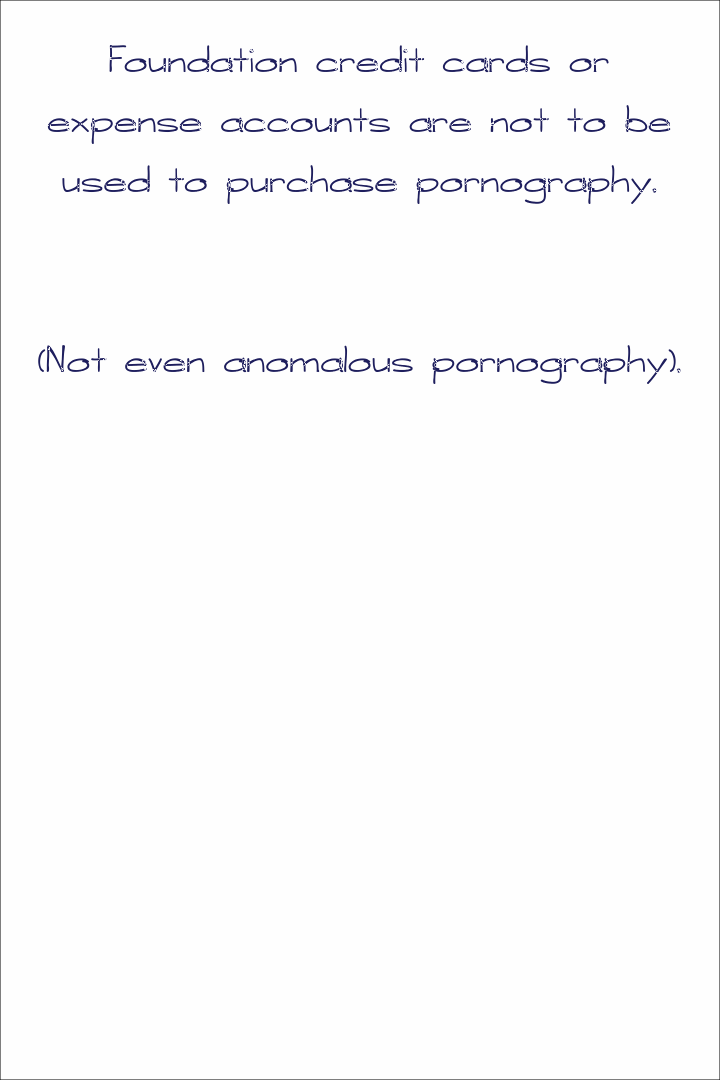 Foundation credit cards or
expense accounts are not to be
used to purchase pornography.
(Not even anomalous pornography).